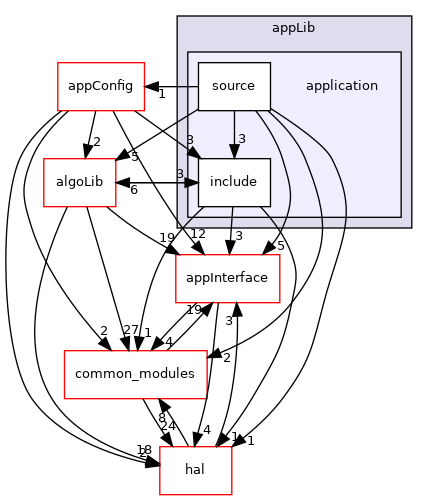 appLib
appConfig
source
application
1
2
3
3
5
algoLib
include
3
6
19
12
3
5
appInterface
27
1
19
4
3
2
2
common_modules
8
24
4
1
1
18
2
hal